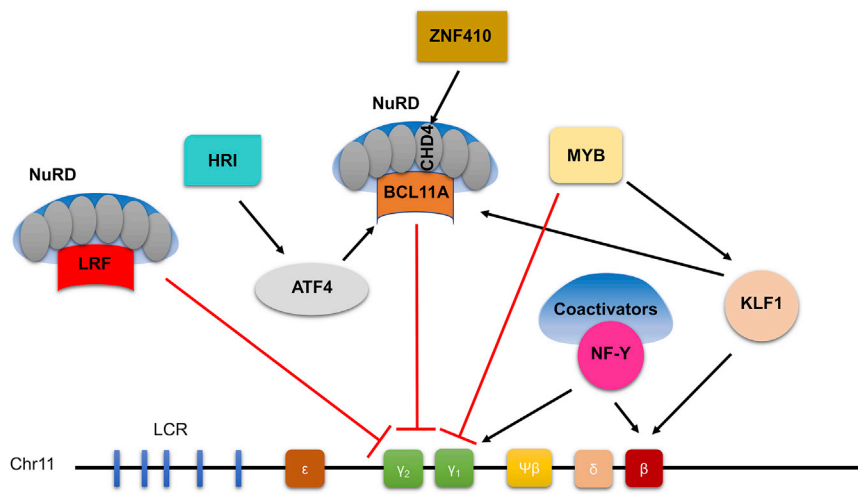 ZNF410
NuRD
CHD4
MYB
HRI
BCL11A
NuRD
LRF
ATF4
Coactivators
KLF1
NF-Y
LCR
Chr11
ε
γ2
γ1
Ψβ
δ
β